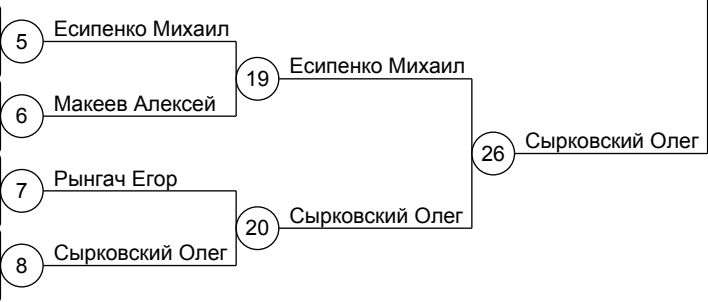 5 Есипенко Михаил
19 Есипенко Михаил
6 Макеев Алексей
26 Сырковский Олег
7 Рынгач Егор
20 Сырковский Олег
8 Сырковский Олег